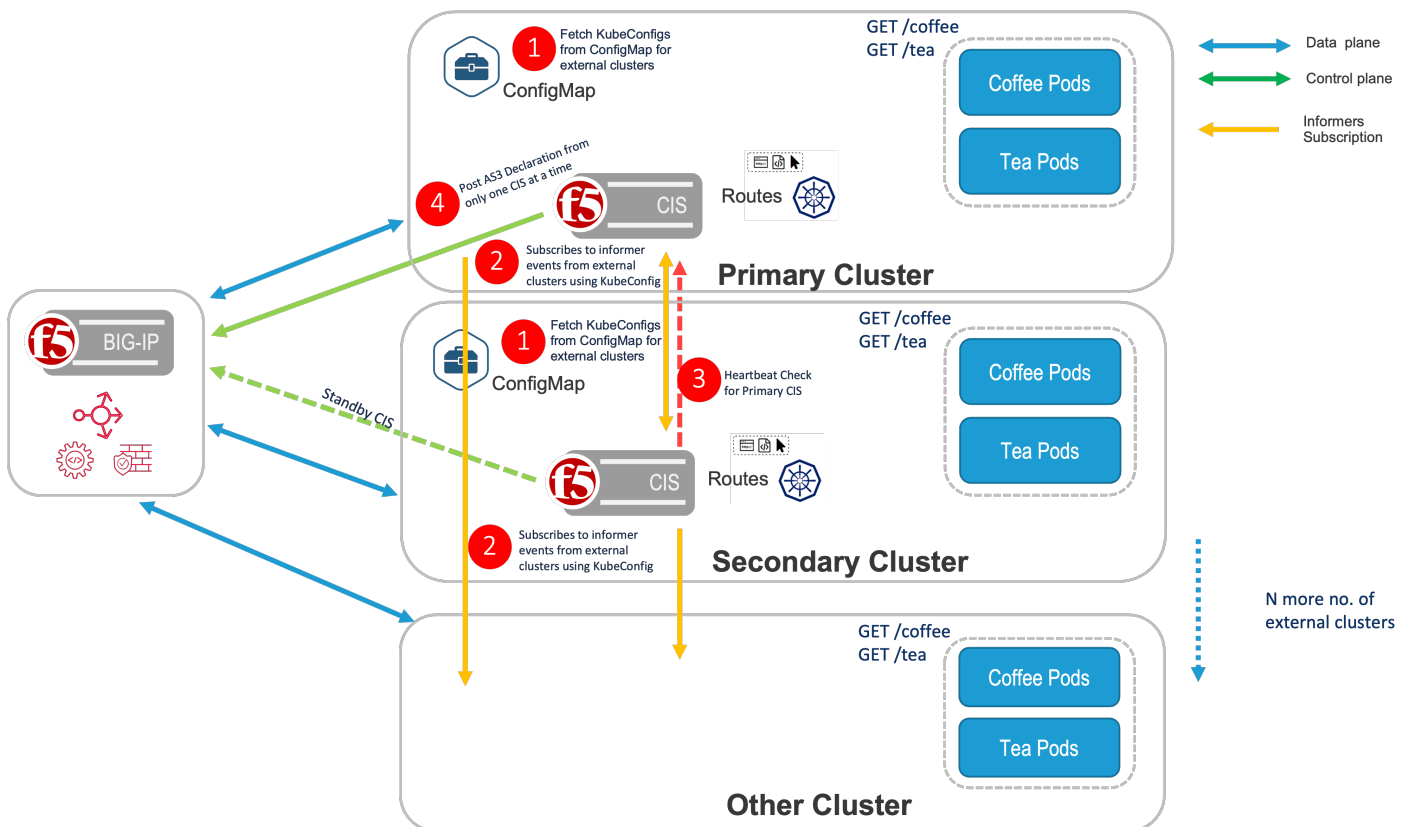 1
Fetch KubeConfigs
from ConfigMap for
external clusters
ConfigMap
GET /coffee
GET /tea
Coffee Pods
Tea Pods
Data plane
Control plane
Informers
Subscription
4
Post AS3 Declaration from
only one CIS at a time
f5
CIS
Routes
2
Subscribes to informer
events from external
clusters using KubeConfig
Primary Cluster
f5
BIG-IP
Standby CIS
1
Fetch KubeConfigs
from ConfigMap for
external clusters
ConfigMap
3
Heartbeat Check
for Primary CIS
GET /coffee
GET /tea
Coffee Pods
Tea Pods
f5
CIS
Routes
2
Subscribes to informer
events from external
clusters using KubeConfig
Secondary Cluster
N more no. of
external clusters
GET /coffee
GET /tea
Coffee Pods
Tea Pods
Other Cluster